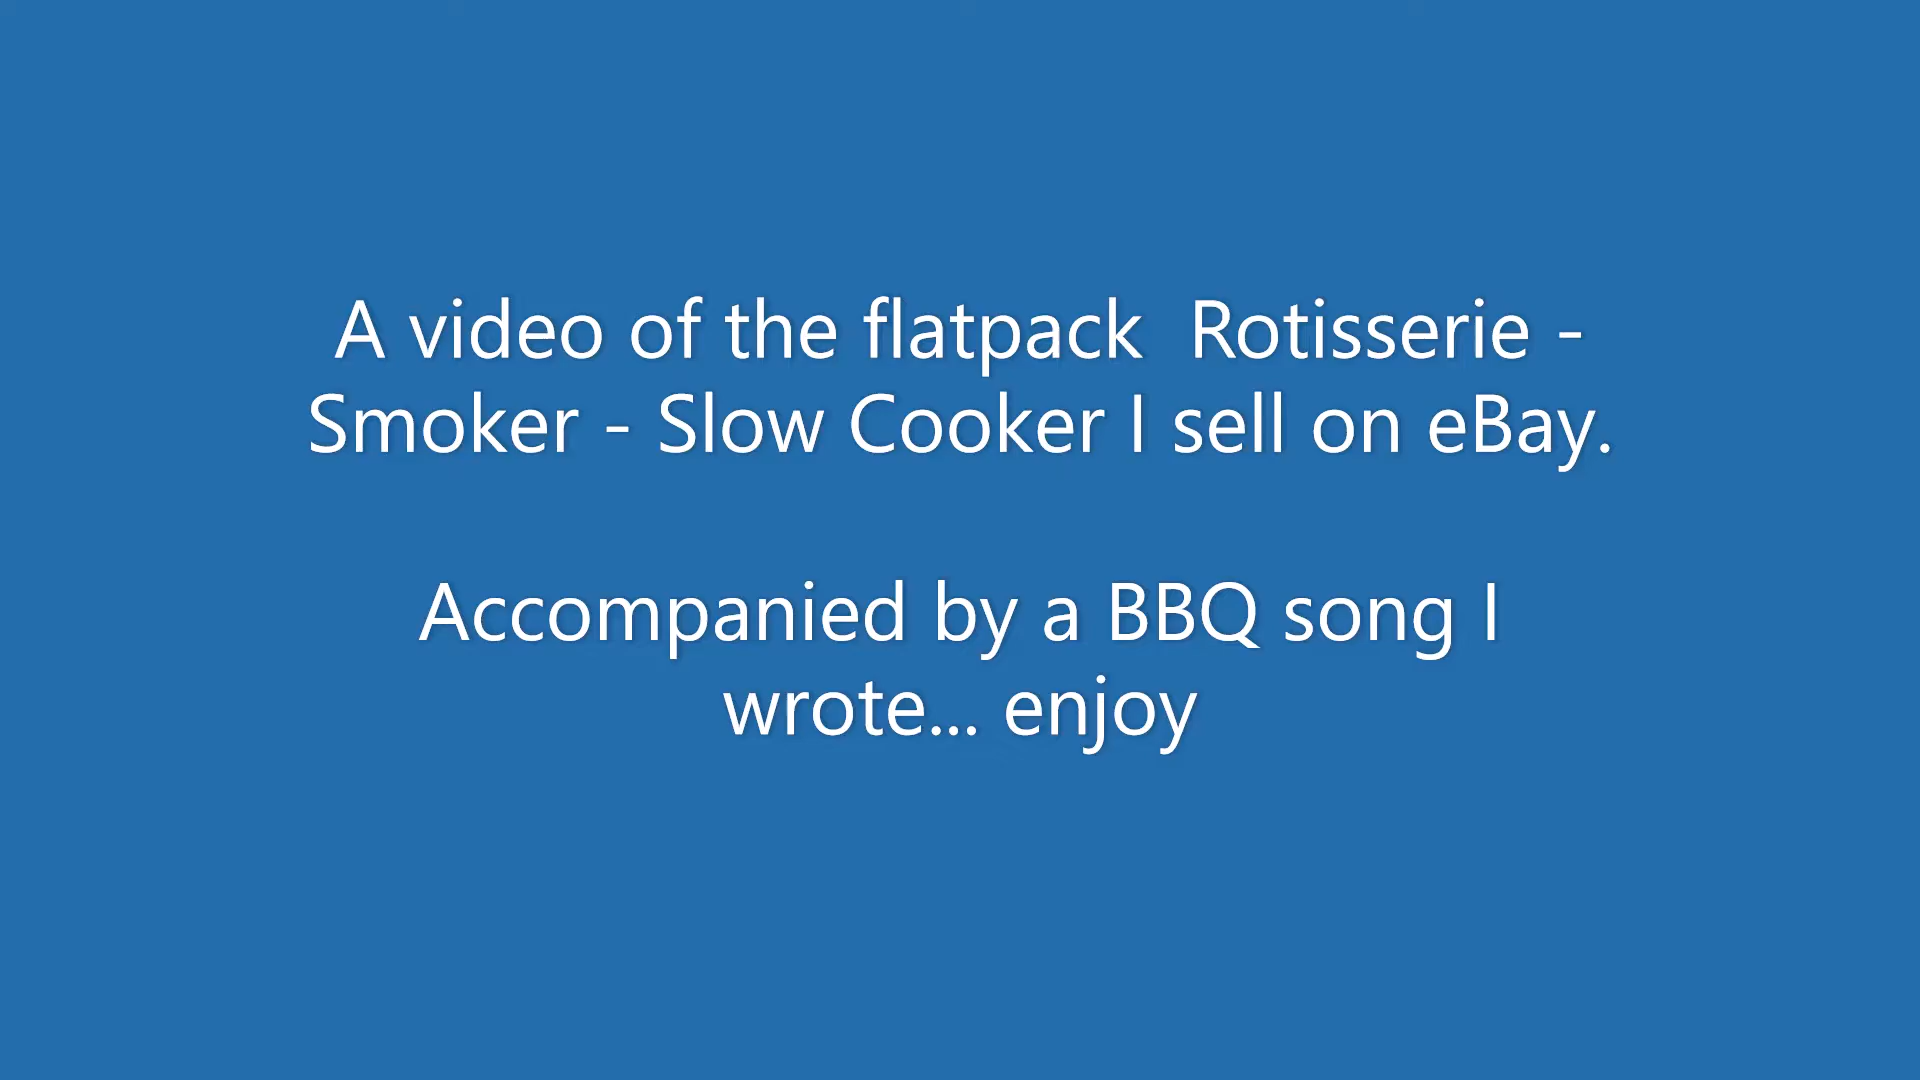 A video of the flatpack  Rotisserie -
Smoker - Slow Cooker I sell on eBay.
Accompanied by a BBQ song I
wrote... enjoy